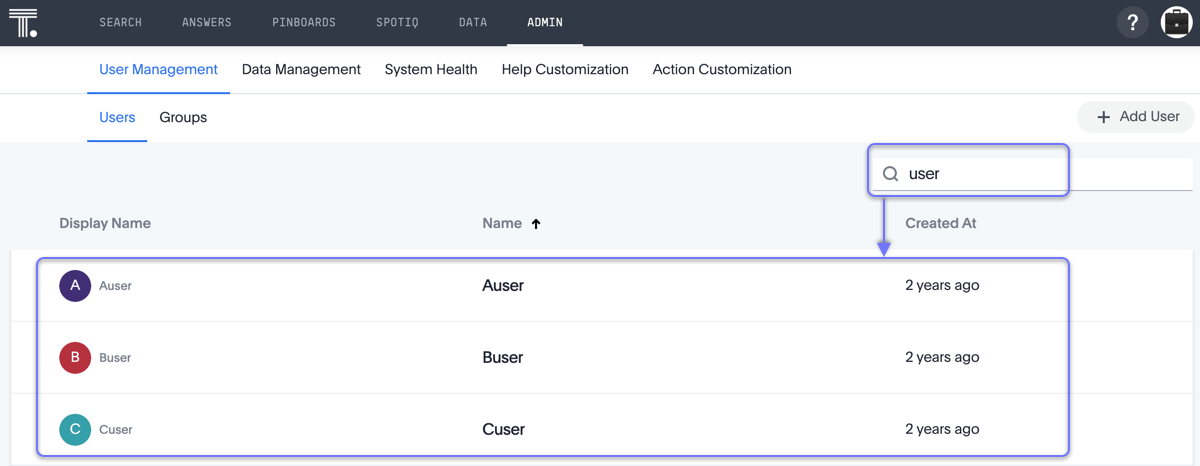 T. SEARCH ANSWERS PINBOARDS SPOTIQ DATA ADMIN ?
User Management Data Management System Health Help Customization Action Customization
Users Groups + Add User
user
Display Name Name ↑ Created At
A Auser Auser 2 years ago
B Buser Buser 2 years ago
C Cuser Cuser 2 years ago